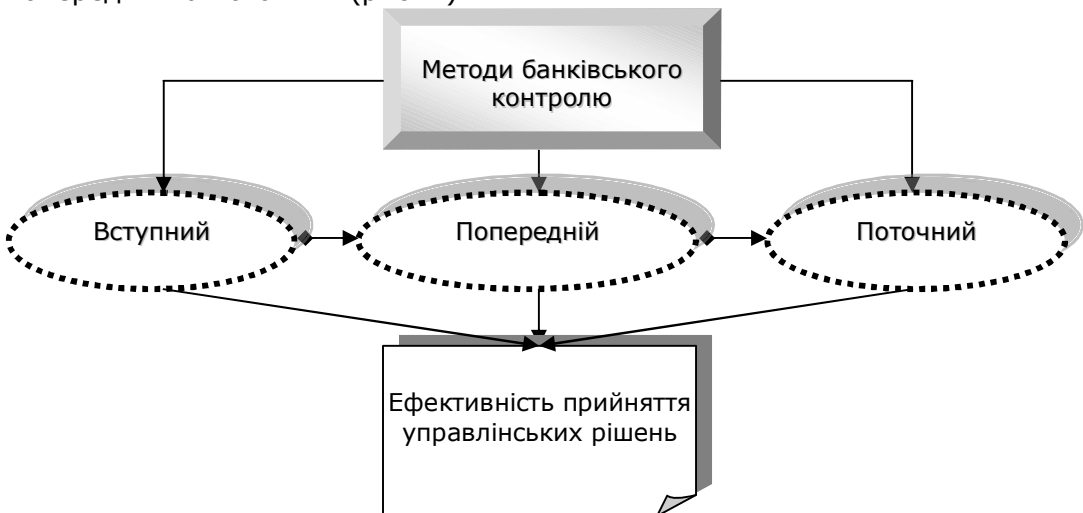 Методи банківського
контролю
Вступний
Попередній
Поточний
Ефективність прийняття
управлінських рішень